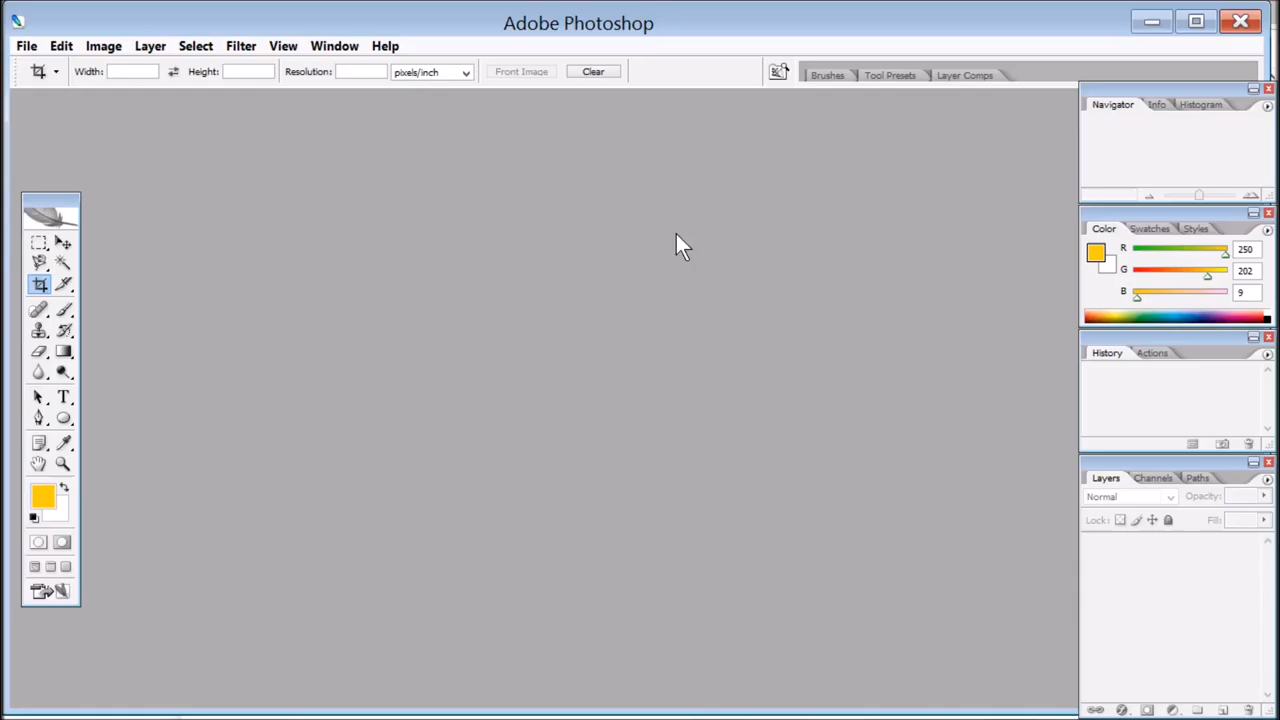 Adobe Photoshop
File Edit Image Layer Select Filter View Window Help
Width: Height: Resolution: pixels/inch Front Image Clear
Brushes Tool Presets Layer Comps
Navigator Info Histogram
Color Swatches Styles
R 250
G 202
B 9
History Actions
T
Layers Channels Paths
Normal Opacity:
Lock: Fill: